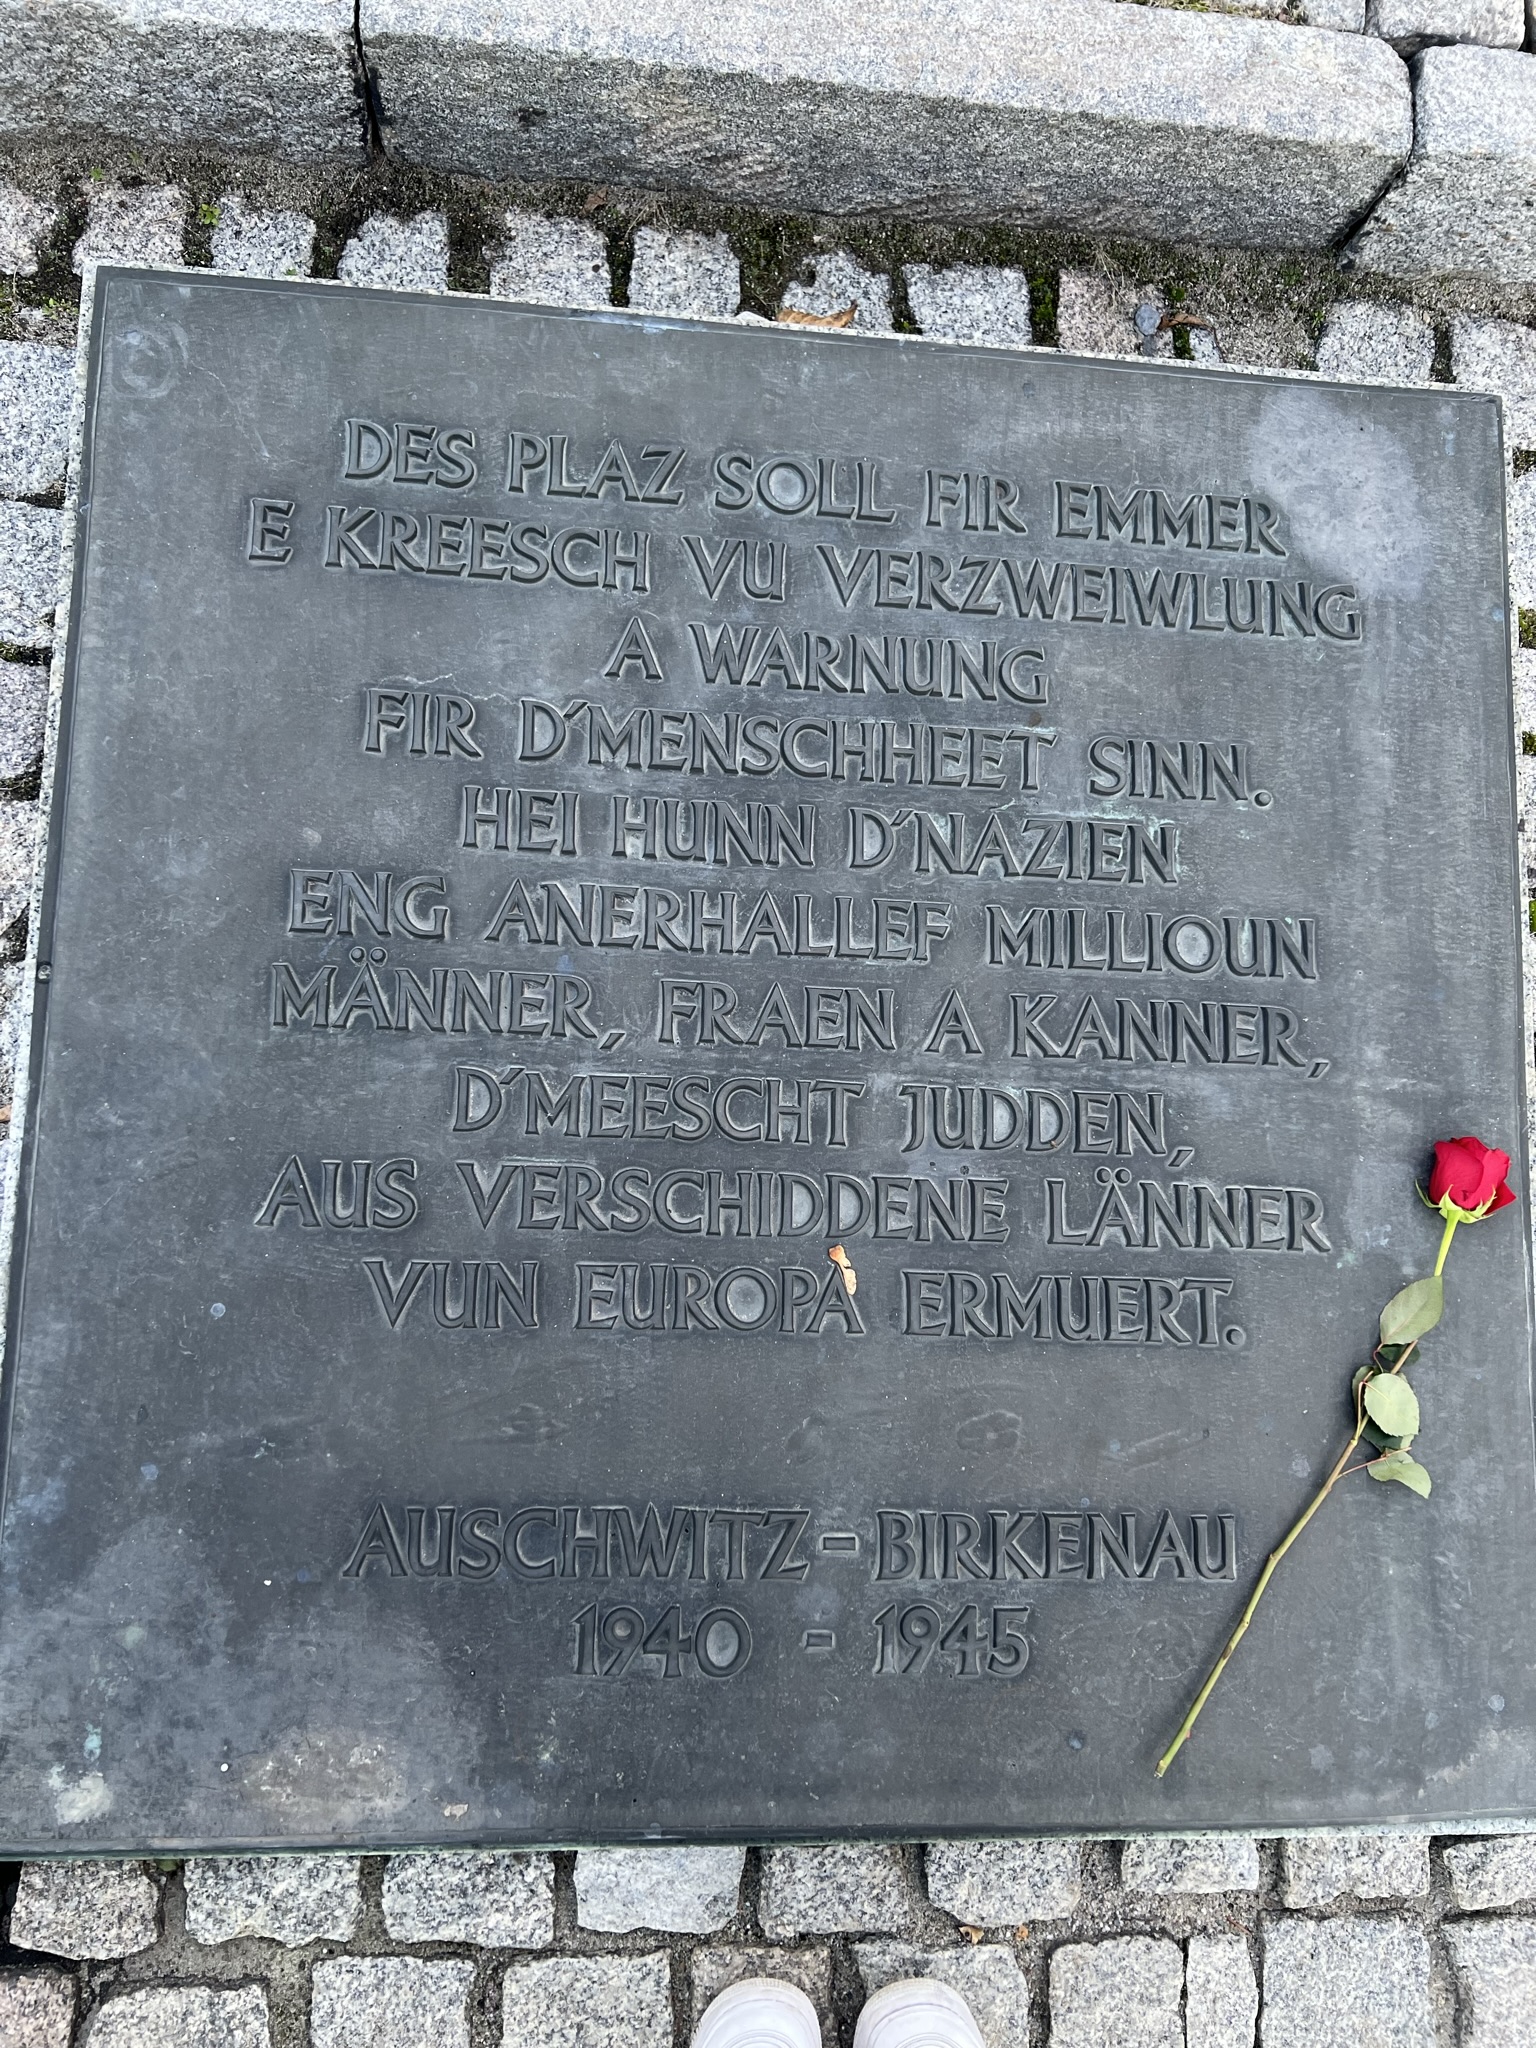 DES PLAZ SOLL FIR EMMER
E KREESCH VU VERZWEIWLUNG
A WARNUNG
FIR D'MENSCHHEET SINN.
HEI HUNN D'NAZIEN
ENG ANERHALLEF MILLIOUN
MÄNNER, FRAEN A KANNER,
D'MEESCHT JUDDEN,
AUS VERSCHIDDENE LÄNNER
VUN EUROPA ERMUERT.
AUSCHWITZ-BIRKENAU
1940 - 1945